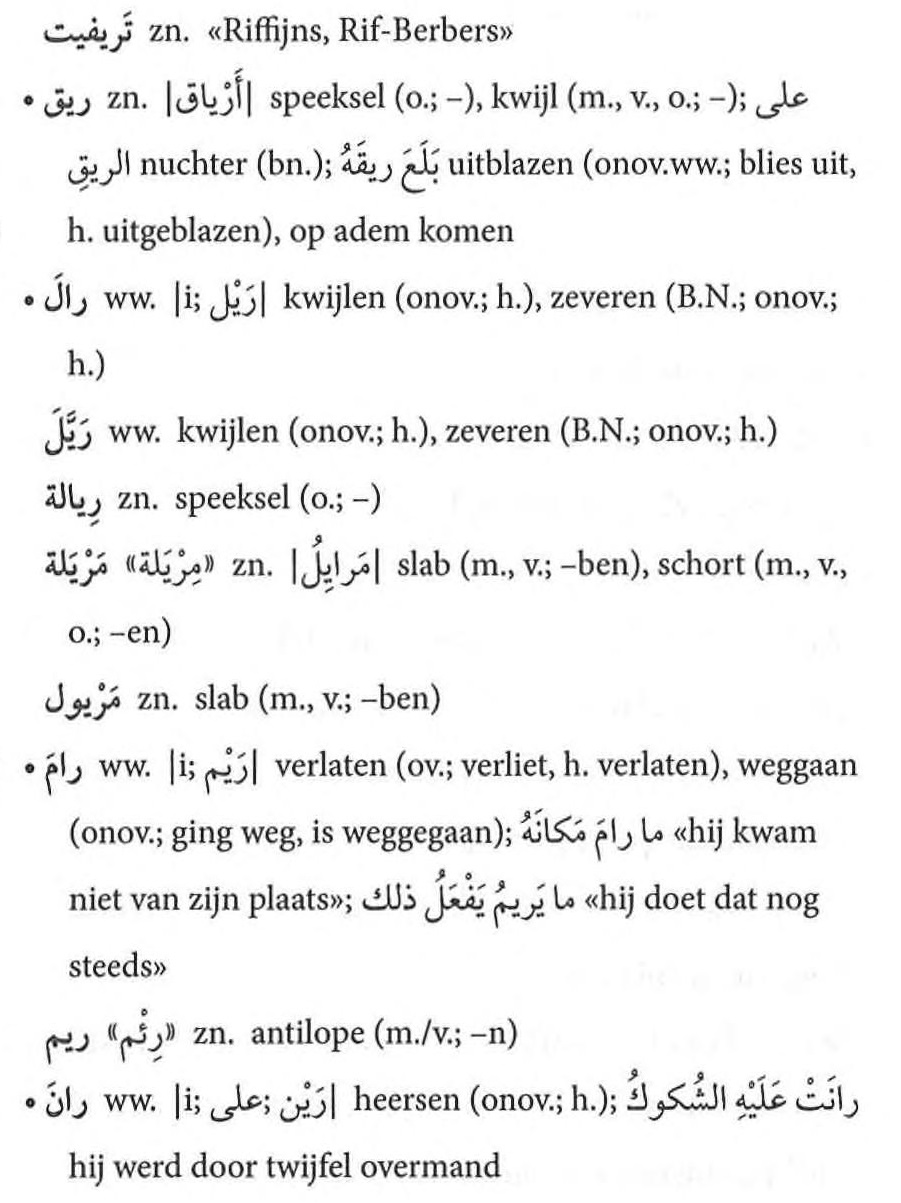 تَريفيت zn. «Riffijns, Rif-Berbers»
• ريق zn. |أَرْياق| speeksel (o.; –), kwijl (m., v., o.; –); على
الريقِ nuchter (bn.); بَلَعَ ريقَهُ uitblazen (onov.ww.; blies uit,
h. uitgeblazen), op adem komen
• رالَ ww. |i; رَيْل| kwijlen (onov.; h.), zeveren (B.N.; onov.;
h.)
رَيَّلَ ww. kwijlen (onov.; h.), zeveren (B.N.; onov.; h.)
رِيالة zn. speeksel (o.; –)
مَرْيَلة «مِرْيَلة» zn. |مَرايِلُ| slab (m., v.; –ben), schort (m., v.,
o.; –en)
مَرْيول zn. slab (m., v.; –ben)
• رامَ ww. |i; رَيْم| verlaten (ov.; verliet, h. verlaten), weggaan
(onov.; ging weg, is weggegaan); ما رامَ مَكانَهُ «hij kwam
niet van zijn plaats»; ما يَريمُ يَفْعَلُ ذلك «hij doet dat nog
steeds»
ريم «رِئْم» zn. antilope (m./v.; –n)
• رانَ ww. |i; على; رَيْن| heersen (onov.; h.); رانَتْ عَلَيْهِ الشُكوكُ
hij werd door twijfel overmand